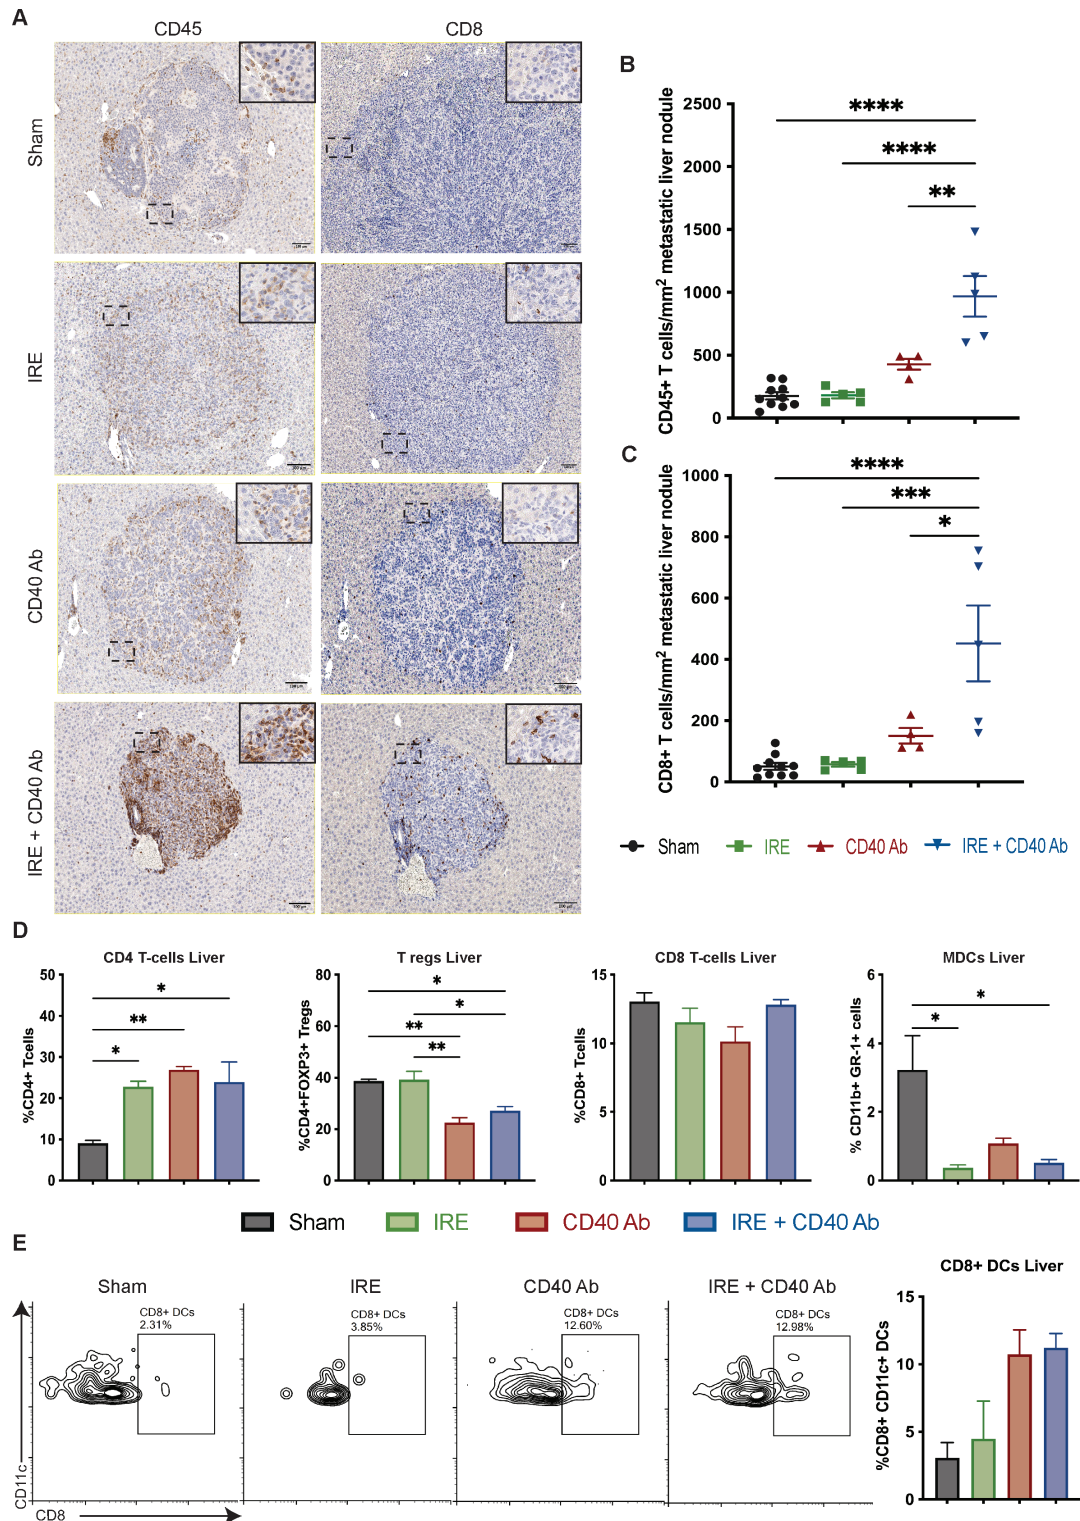 A
CD45
CD8
Sham
IRE
CD40 Ab
IRE + CD40 Ab
100 µm
B
CD45+ T cells/mm² metastatic liver nodule
2500
2000
1500
1000
500
0
****
****
**
C
CD8+ T cells/mm² metastatic liver nodule
1000
800
600
400
200
0
****
***
*
Sham
IRE
CD40 Ab
IRE + CD40 Ab
D
CD4 T-cells Liver
%CD4+ Tcells
50
40
30
20
10
0
*
**
*
T regs Liver
%CD4+FOXP3+ Tregs
80
60
40
20
0
*
*
**
**
CD8 T-cells Liver
%CD8+ Tcells
15
10
5
0
MDCs Liver
% CD11b+ GR-1+ cells
6
4
2
0
*
*
Sham
IRE
CD40 Ab
IRE + CD40 Ab
E
Sham
IRE
CD40 Ab
IRE + CD40 Ab
CD8+ DCs
2.31%
CD8+ DCs
3.85%
CD8+ DCs
12.60%
CD8+ DCs
12.98%
CD11c
CD8
CD8+ DCs Liver
%CD8+ CD11c+ DCs
15
10
5
0